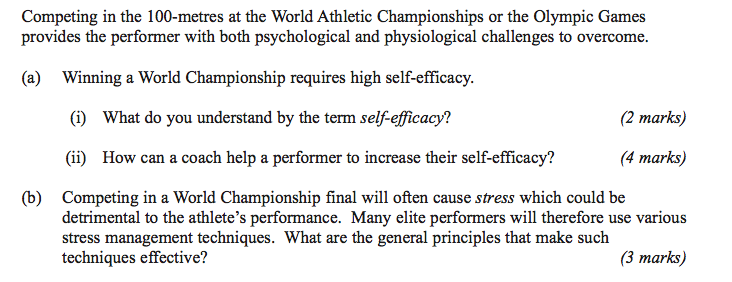 Competing in the 100-metres at the World Athletic Championships or the Olympic Games
provides the performer with both psychological and physiological challenges to overcome.
(a) Winning a World Championship requires high self-efficacy.
(i) What do you understand by the term self-efficacy? (2 marks)
(ii) How can a coach help a performer to increase their self-efficacy? (4 marks)
(b) Competing in a World Championship final will often cause stress which could be
detrimental to the athlete's performance. Many elite performers will therefore use various
stress management techniques. What are the general principles that make such
techniques effective? (3 marks)